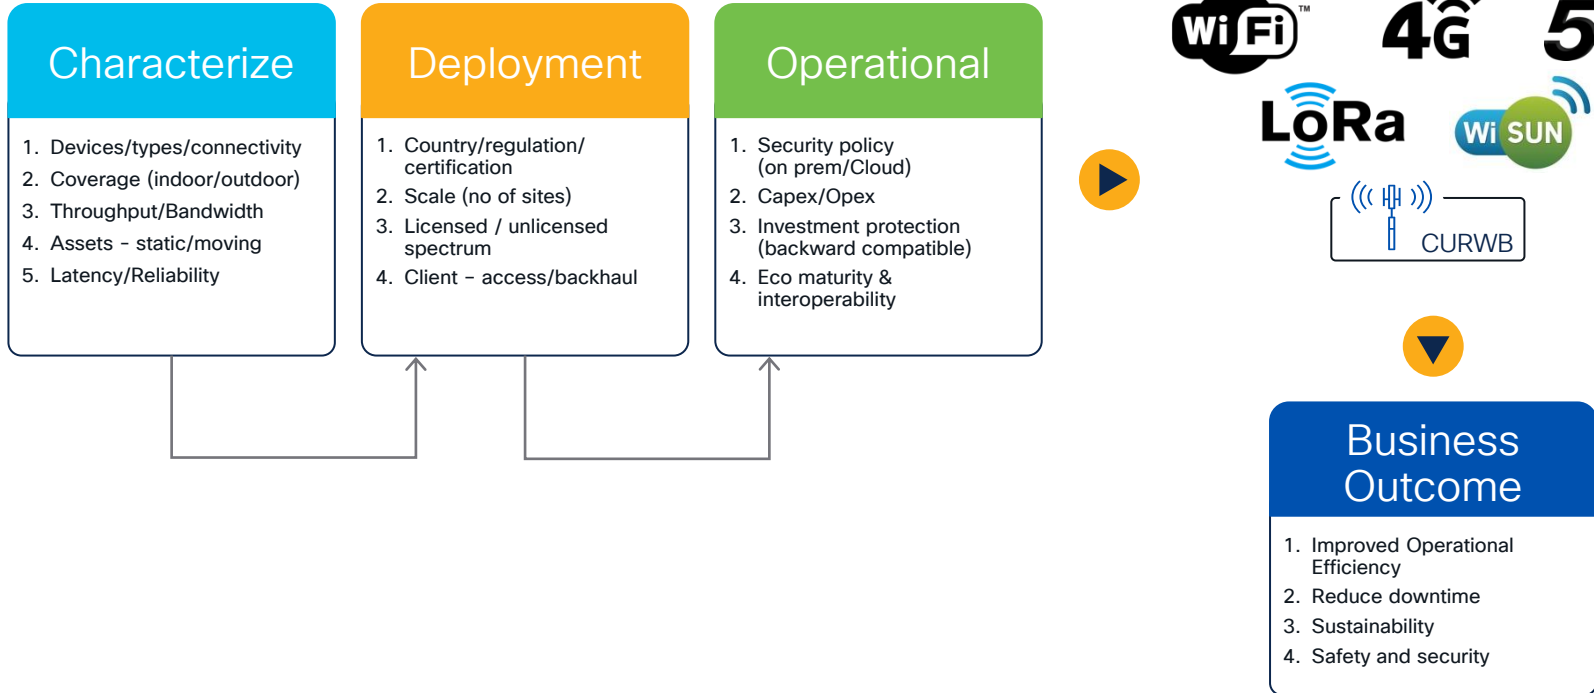 Characterize
1. Devices/types/connectivity
2. Coverage (indoor/outdoor)
3. Throughput/Bandwidth
4. Assets – static/moving
5. Latency/Reliability
Deployment
1. Country/regulation/
certification
2. Scale (no of sites)
3. Licensed / unlicensed
spectrum
4. Client – access/backhaul
Operational
1. Security policy
(on prem/Cloud)
2. Capex/Opex
3. Investment protection
(backward compatible)
4. Eco maturity &
interoperability
WiFi™
4G
5
LoRa
Wi SUN
CURWB
Business
Outcome
1. Improved Operational
Efficiency
2. Reduce downtime
3. Sustainability
4. Safety and security